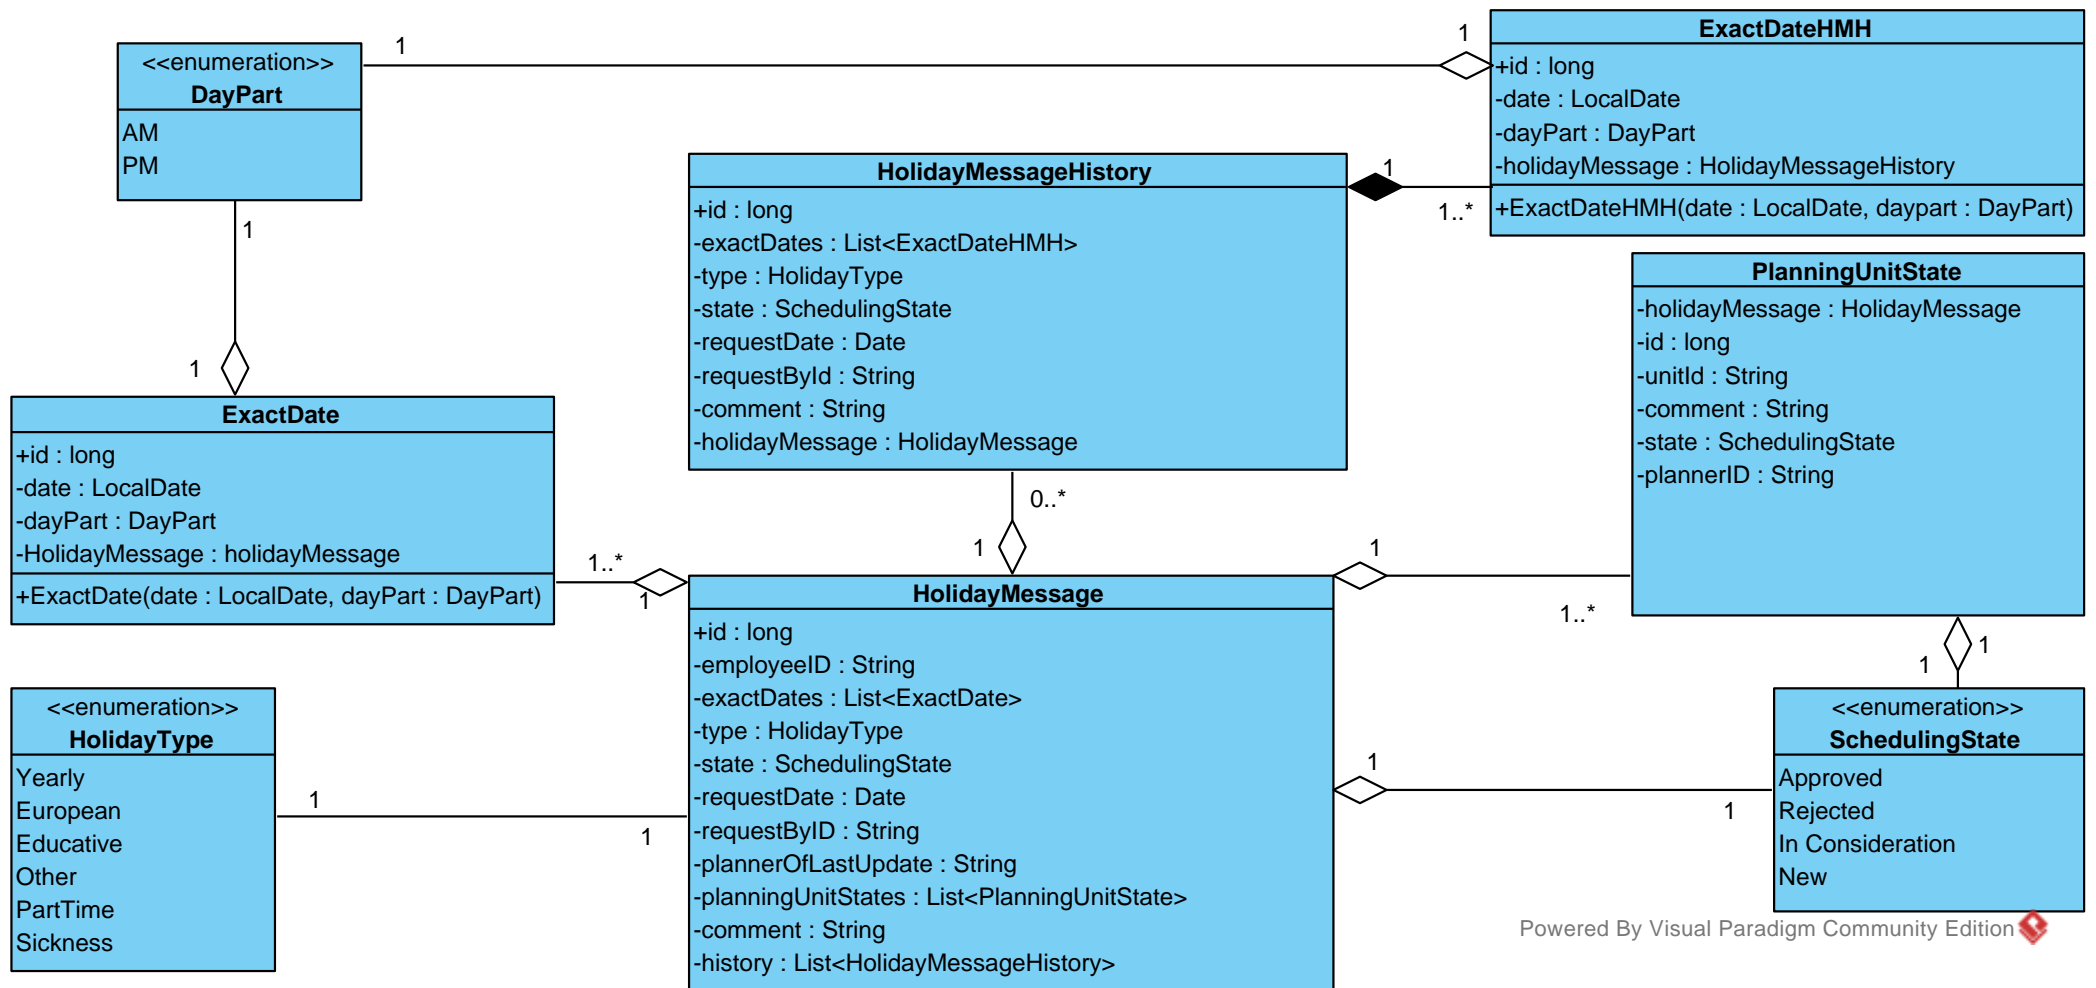 <<enumeration>>
DayPart
AM
PM
1
1
ExactDateHMH
+id : long
-date : LocalDate
-dayPart : DayPart
-holidayMessage : HolidayMessageHistory
+ExactDateHMH(date : LocalDate, daypart : DayPart)
HolidayMessageHistory
+id : long
-exactDates : List<ExactDateHMH>
-type : HolidayType
-state : SchedulingState
-requestDate : Date
-requestById : String
-comment : String
-holidayMessage : HolidayMessage
1
1..*
PlanningUnitState
-holidayMessage : HolidayMessage
-id : long
-unitId : String
-comment : String
-state : SchedulingState
-plannerID : String
1
1
ExactDate
+id : long
-date : LocalDate
-dayPart : DayPart
-HolidayMessage : holidayMessage
+ExactDate(date : LocalDate, dayPart : DayPart)
0..*
1
1..*
1
1
1..*
HolidayMessage
+id : long
-employeeID : String
-exactDates : List<ExactDate>
-type : HolidayType
-state : SchedulingState
-requestDate : Date
-requestByID : String
-plannerOfLastUpdate : String
-planningUnitStates : List<PlanningUnitState>
-comment : String
-history : List<HolidayMessageHistory>
1
1
<<enumeration>>
HolidayType
Yearly
European
Educative
Other
PartTime
Sickness
1
1
1
1
<<enumeration>>
SchedulingState
Approved
Rejected
In Consideration
New
Powered By Visual Paradigm Community Edition